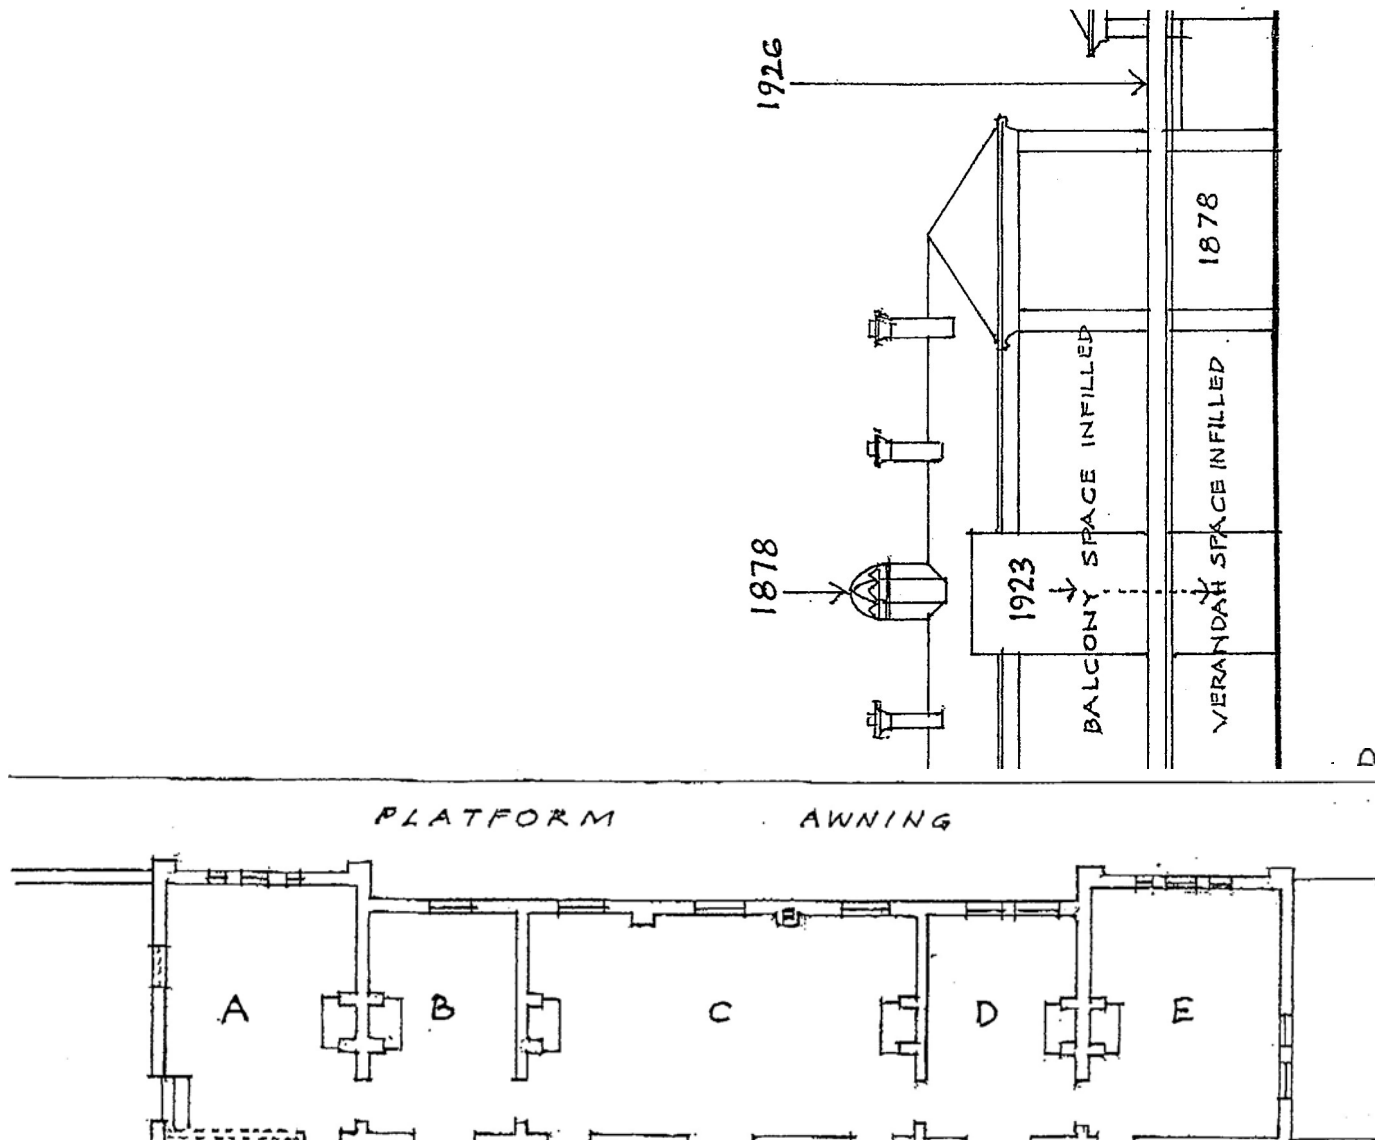 1926
1878
1878
1923
BALCONY SPACE INFILLED
VERANDAH SPACE INFILLED
D
PLATFORM AWNING
A B C D E